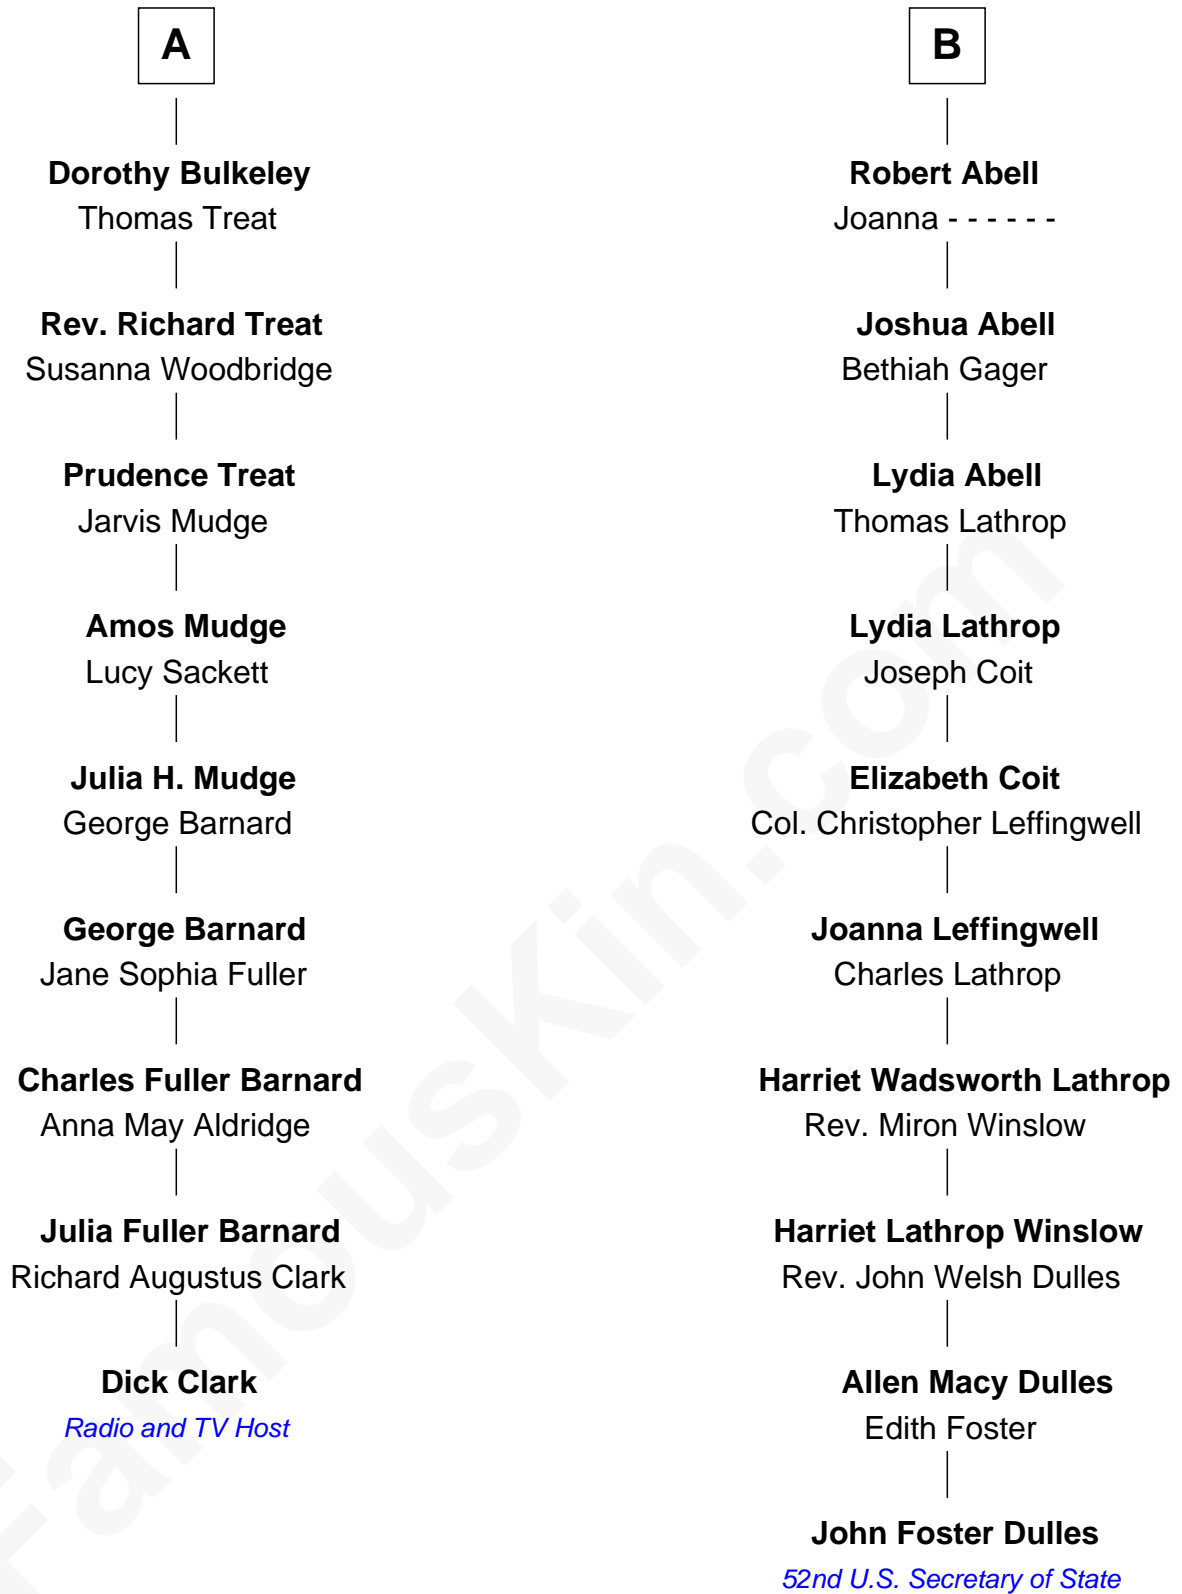 A
Dorothy Bulkeley
Thomas Treat
Rev. Richard Treat
Susanna Woodbridge
Prudence Treat
Jarvis Mudge
Amos Mudge
Lucy Sackett
Julia H. Mudge
George Barnard
George Barnard
Jane Sophia Fuller
Charles Fuller Barnard
Anna May Aldridge
Julia Fuller Barnard
Richard Augustus Clark
Dick Clark
Radio and TV Host
B
Robert Abell
Joanna - - - - - -
Joshua Abell
Bethiah Gager
Lydia Abell
Thomas Lathrop
Lydia Lathrop
Joseph Coit
Elizabeth Coit
Col. Christopher Leffingwell
Joanna Leffingwell
Charles Lathrop
Harriet Wadsworth Lathrop
Rev. Miron Winslow
Harriet Lathrop Winslow
Rev. John Welsh Dulles
Allen Macy Dulles
Edith Foster
John Foster Dulles
52nd U.S. Secretary of State
FamousKin.com